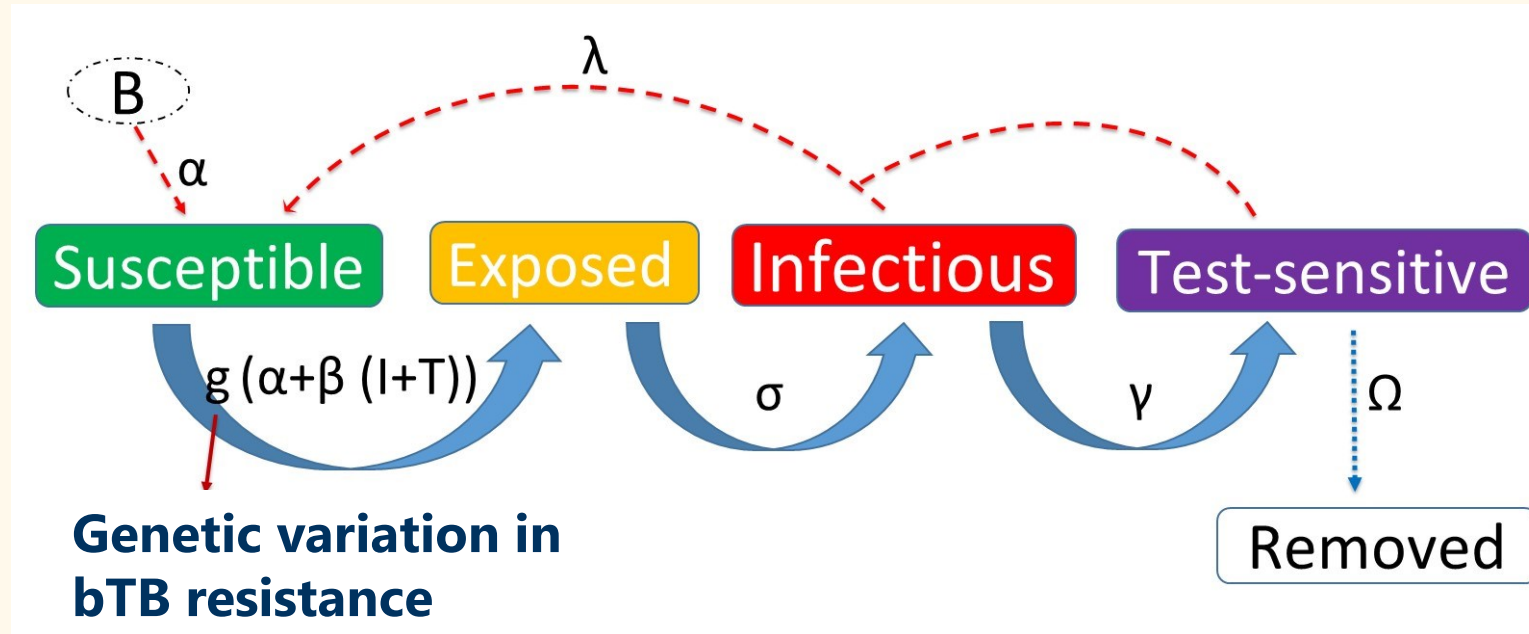 λ
B
α
Susceptible
Exposed
Infectious
Test-sensitive
g (α+β (I+T))
σ
γ
Ω
Genetic variation in
bTB resistance
Removed